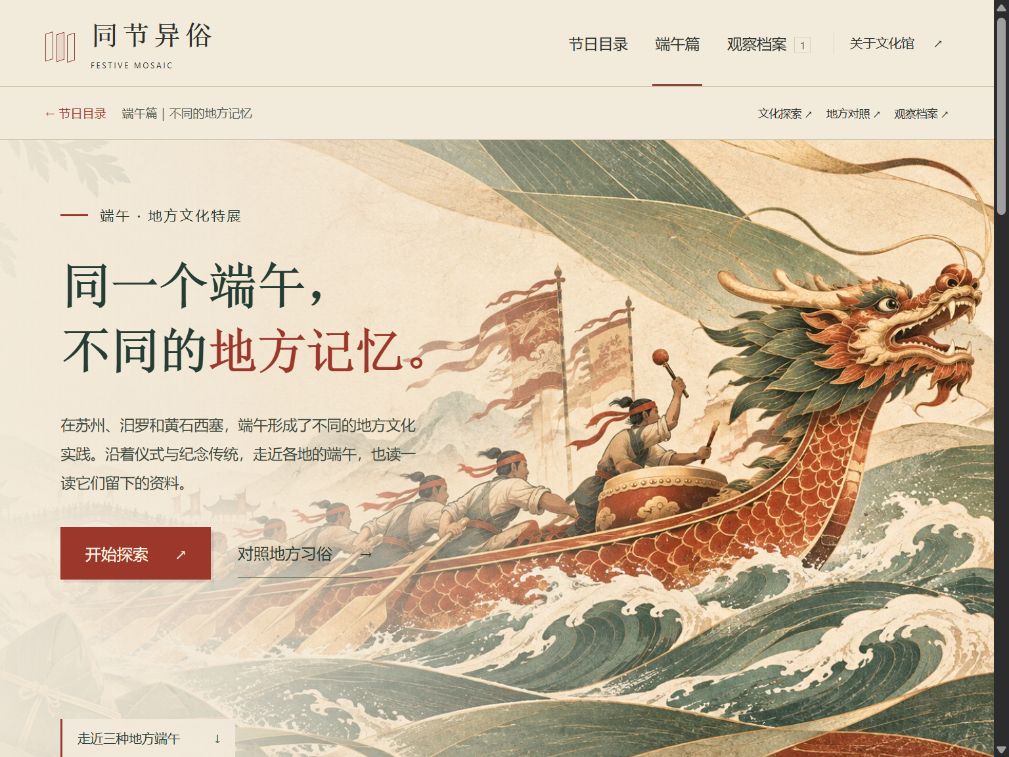 同节异俗
FESTIVE MOSAIC
节日目录 端午篇 观察档案 1 关于文化馆 ↗
← 节日目录 端午篇 | 不同的地方记忆 文化探索 ↗ 地方对照 ↗ 观察档案 ↗
端午 · 地方文化特展
同一个端午，
不同的地方记忆。
在苏州、汨罗和黄石西塞，端午形成了不同的地方文化
实践。沿着仪式与纪念传统，走近各地的端午，也读一
读它们留下的资料。
开始探索 ↗ 对照地方习俗 →
走近三种地方端午 ↓